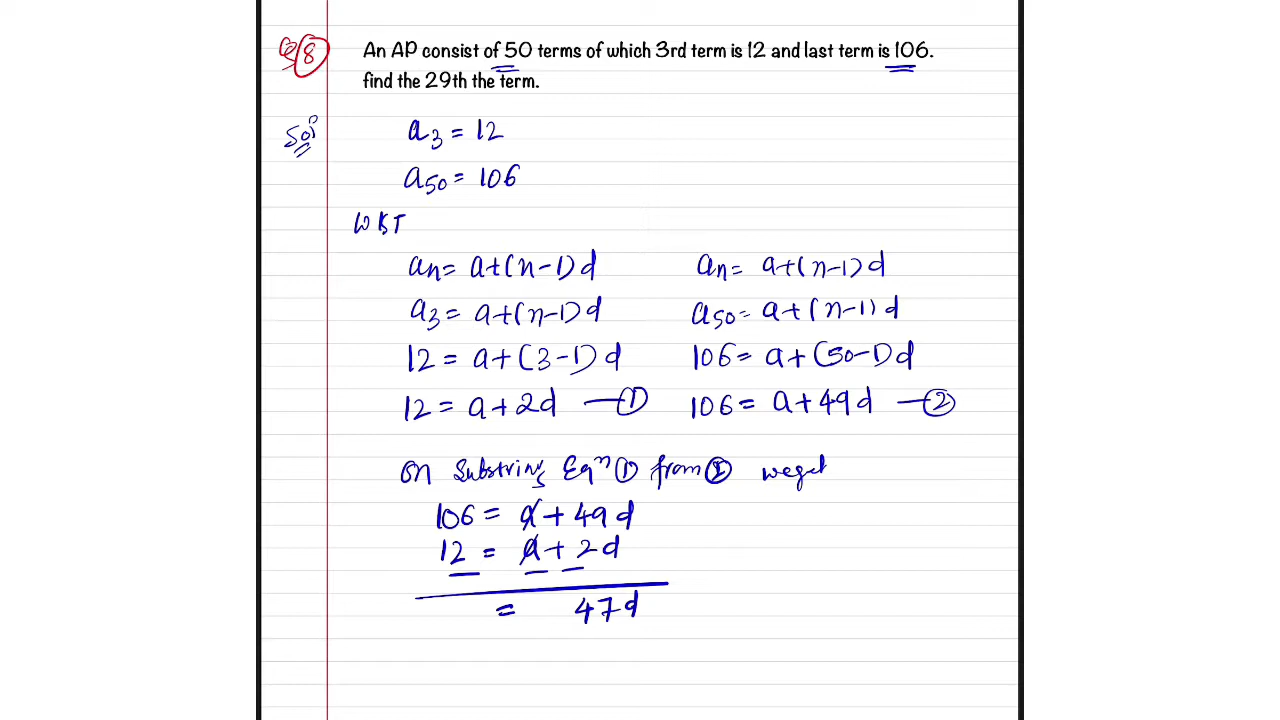 Q8 An AP consist of 50 terms of which 3rd term is 12 and last term is 106.
find the 29th the term.
Solⁿ a₃ = 12
a₅₀ = 106
WKT
an = a+(n-1)d an = a+(n-1)d
a₃ = a+(n-1)d a₅₀ = a+(n-1)d
12 = a+(3-1)d 106 = a+(50-1)d
12 = a+2d —① 106 = a+49d —②
On Substring Eqⁿ ① from ② weget
106 = a + 49d
12 = a + 2d
= 47d